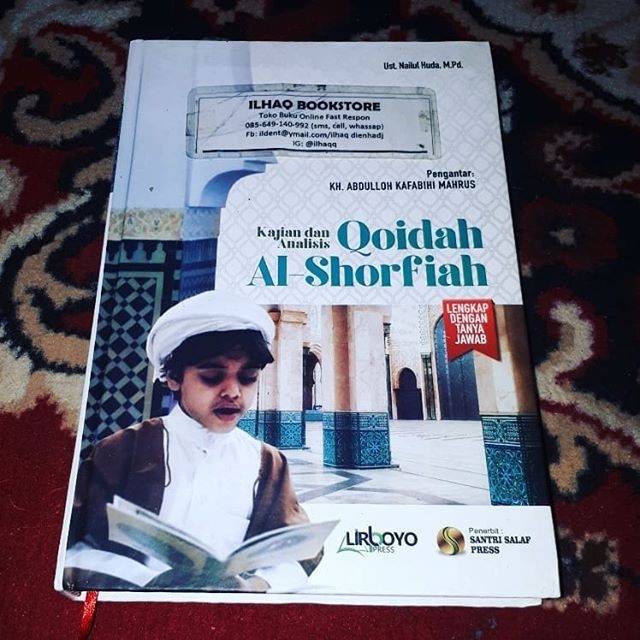 Ust. Nailul Huda, M.Pd.
ILHAQ BOOKSTORE
Toko Buku Online Fast Respon
085-649-140-992 (sms, call, whassap)
Fb: ildent@ymail.com/ilhaq dienhadj
IG: @ilhaqq
Pengantar:
KH. ABDULLOH KAFABIHI MAHRUS
Kajian dan
Analisis
Qoidah
Al-Shorfiah
LENGKAP
DENGAN
TANYA
JAWAB
LIRBOYO
PRESS
Penerbit :
SANTRI SALAF
PRESS